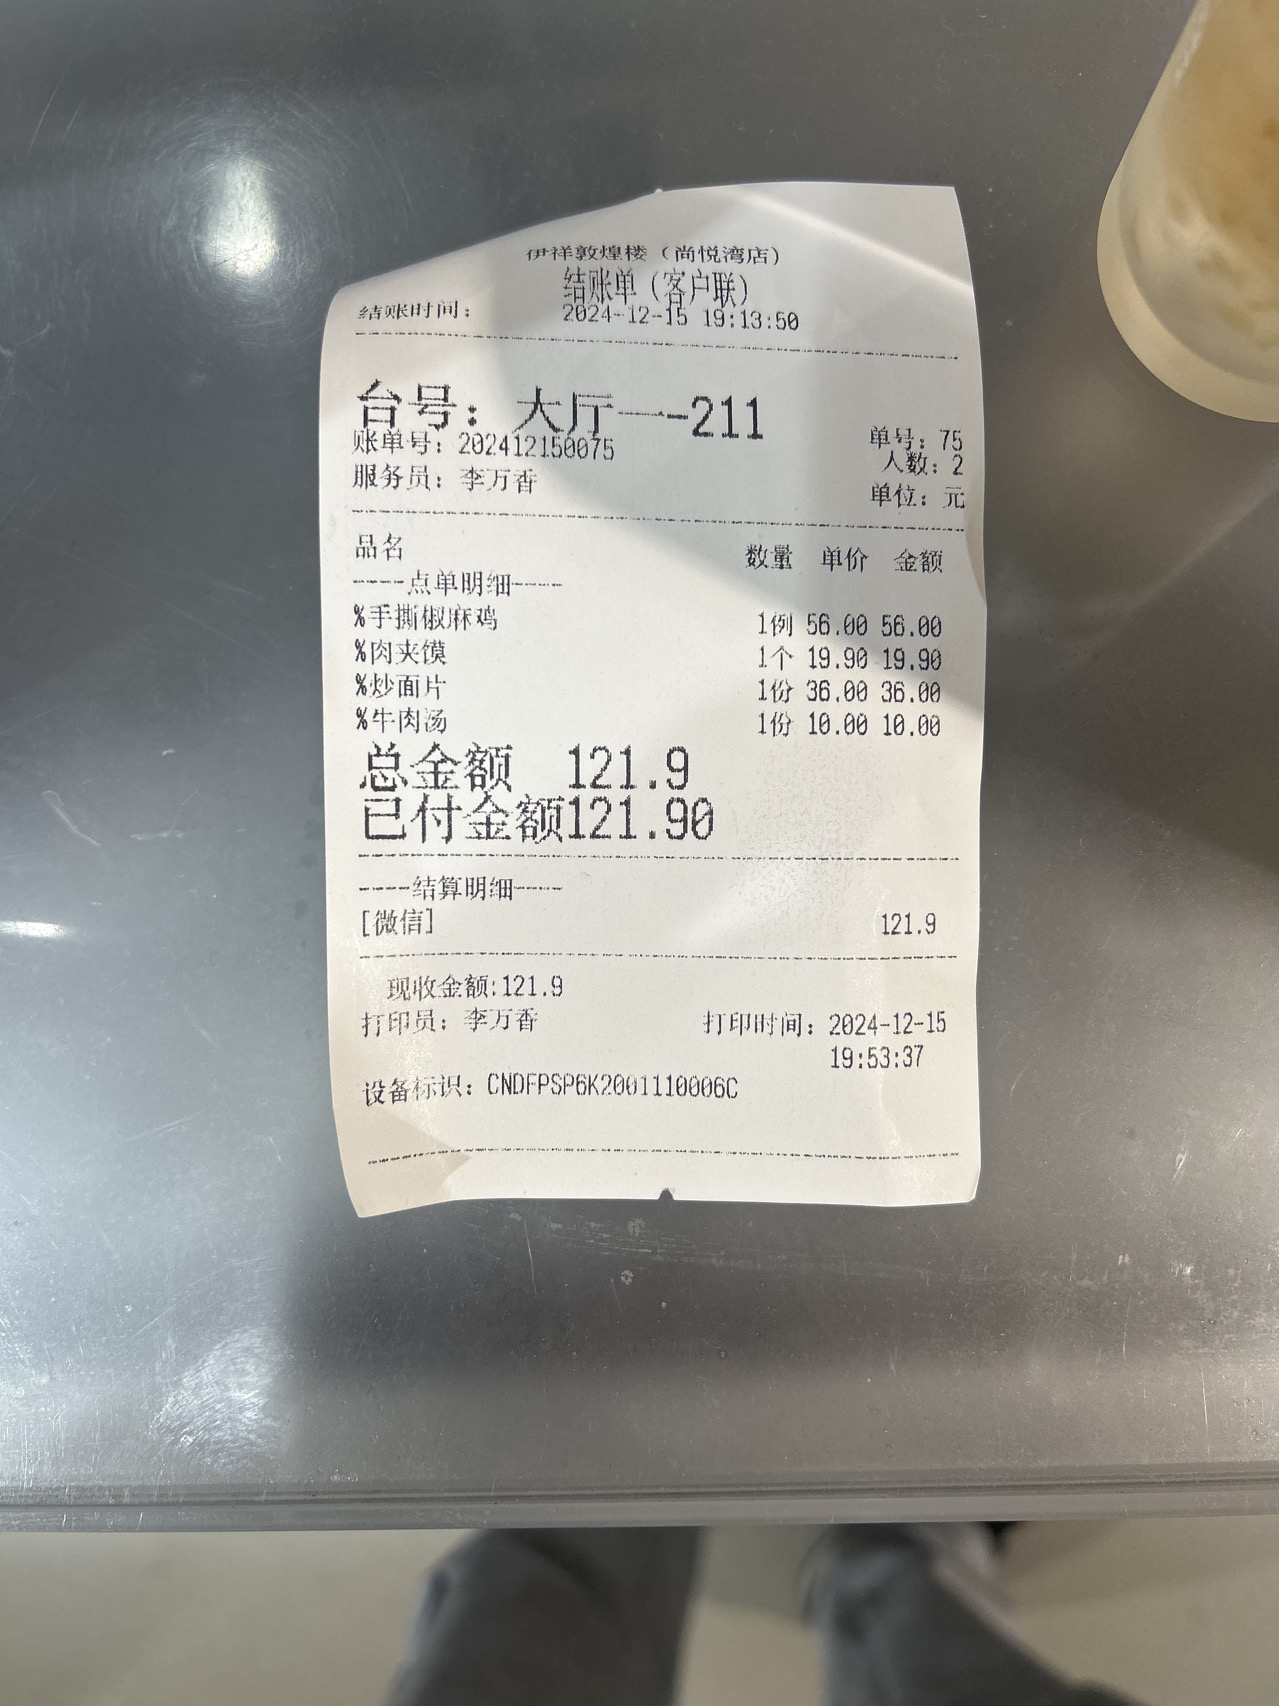 伊祥敦煌楼（尚悦湾店）
结账单（客户联）
结账时间： 2024-12-15 19:13:50
台号： 大厅一-211
账单号：202412150075 单号：75
人数：2
服务员：李万香 单位：元
品名 数量 单价 金额
----点单明细----
%手撕椒麻鸡 1例 56.00 56.00
%肉夹馍 1个 19.90 19.90
%炒面片 1份 36.00 36.00
%牛肉汤 1份 10.00 10.00
总金额 121.9
已付金额121.90
----结算明细----
[微信] 121.9
现收金额:121.9
打印员：李万香 打印时间：2024-12-15
19:53:37
设备标识：CNDFPSP6K2001110006C